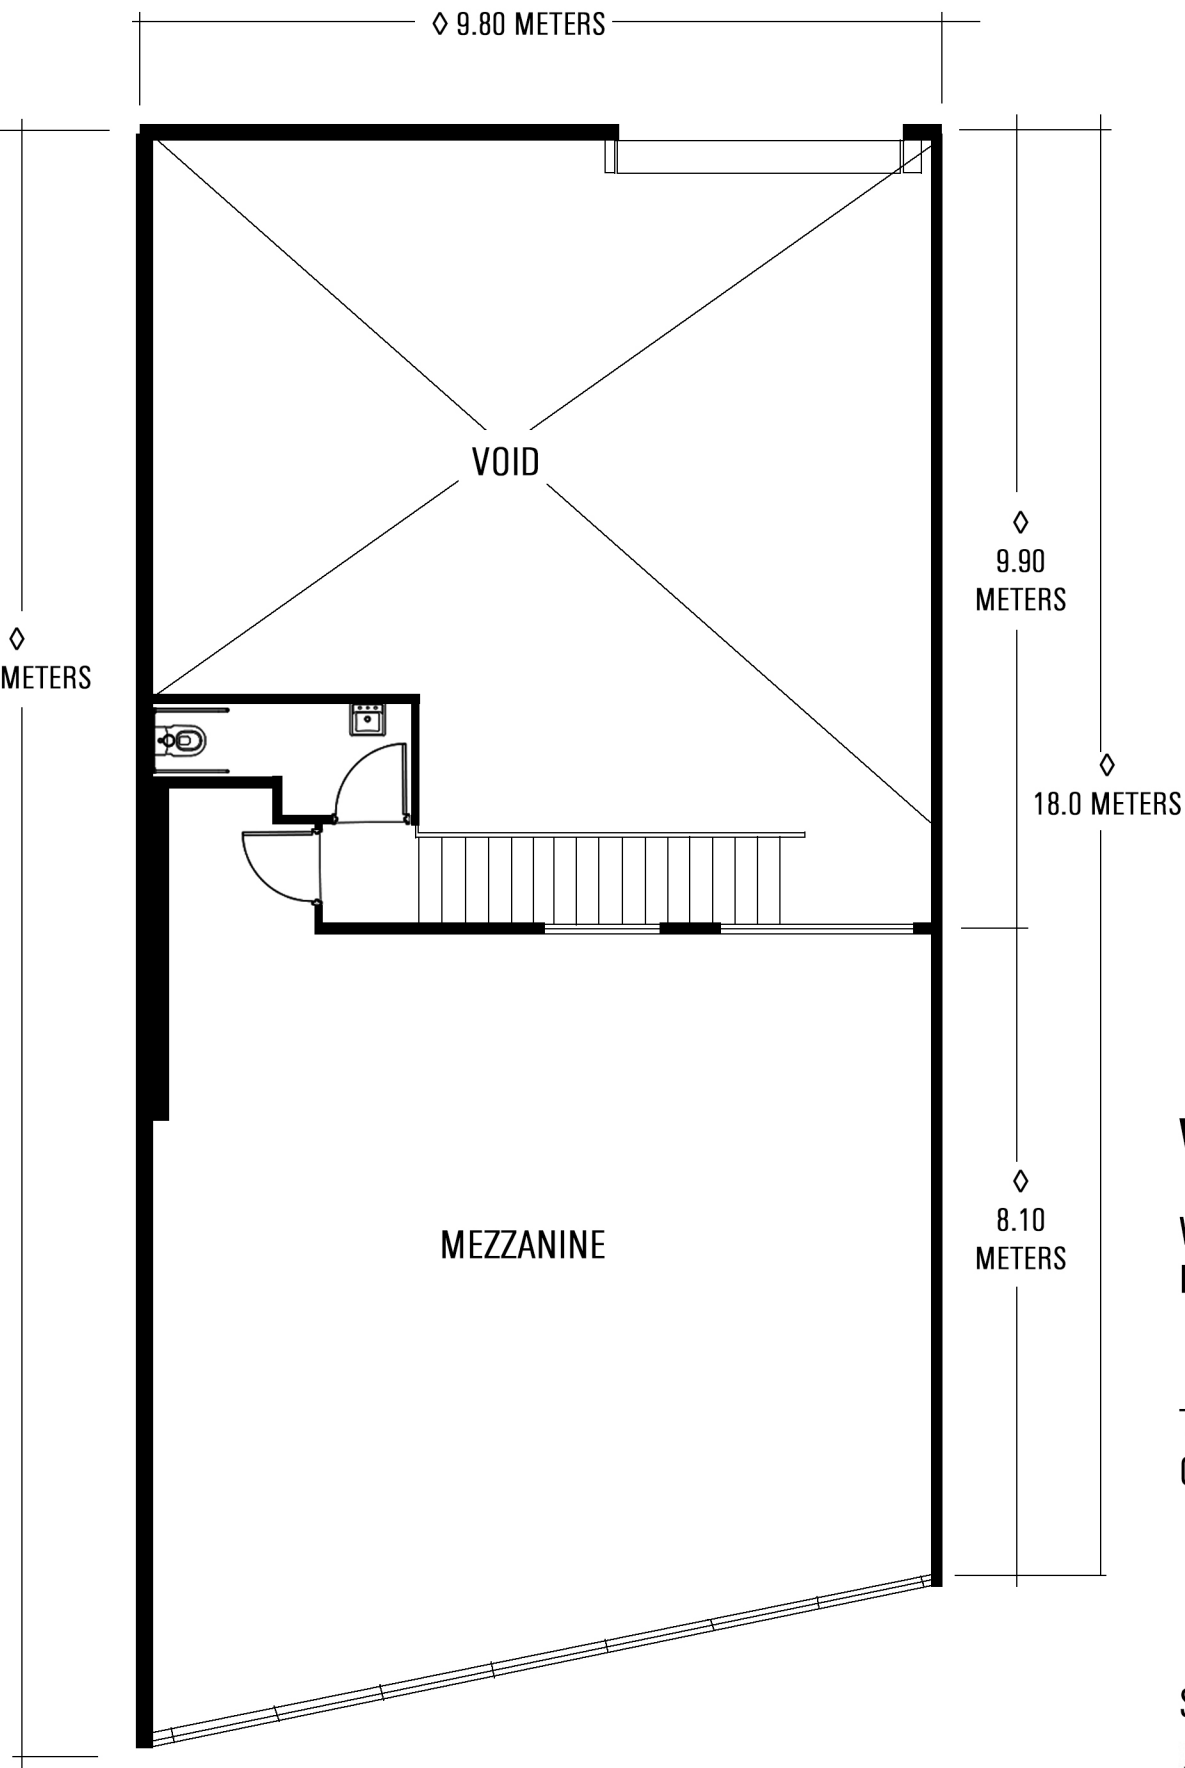 ◊ 9.80 METERS
VOID
◊
9.90
METERS
◊
METERS
◊
18.0 METERS
◊
8.10
METERS
MEZZANINE